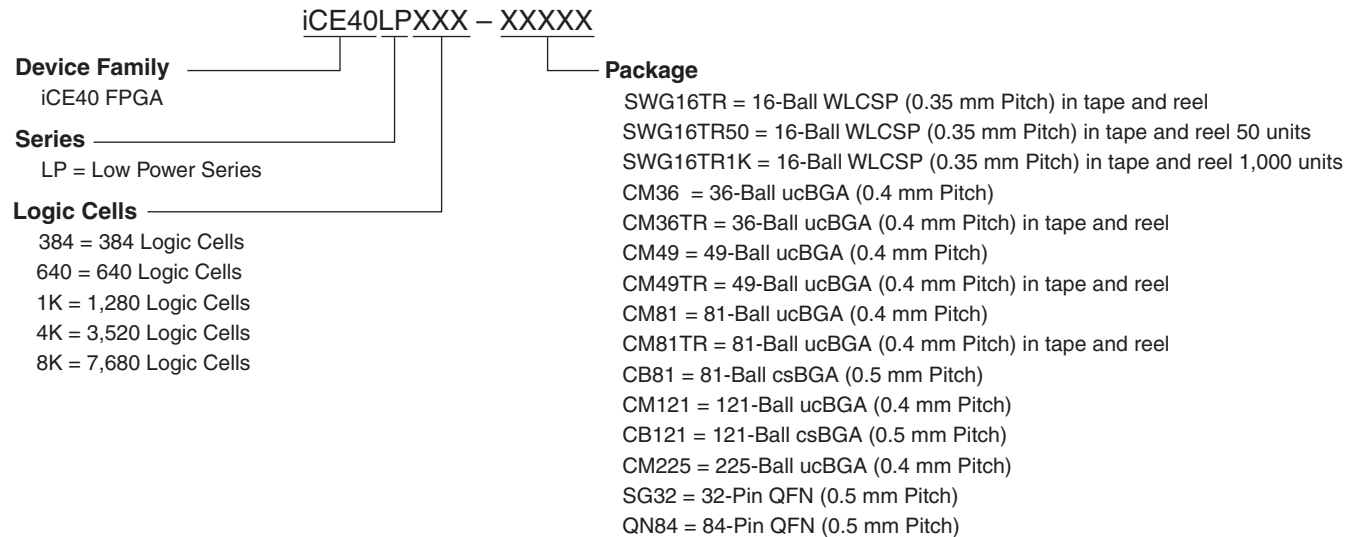 iCE40LPXXX – XXXXX
Device Family
iCE40 FPGA
Series
LP = Low Power Series
Logic Cells
384 = 384 Logic Cells
640 = 640 Logic Cells
1K = 1,280 Logic Cells
4K = 3,520 Logic Cells
8K = 7,680 Logic Cells
Package
SWG16TR = 16-Ball WLCSP (0.35 mm Pitch) in tape and reel
SWG16TR50 = 16-Ball WLCSP (0.35 mm Pitch) in tape and reel 50 units
SWG16TR1K = 16-Ball WLCSP (0.35 mm Pitch) in tape and reel 1,000 units
CM36 = 36-Ball ucBGA (0.4 mm Pitch)
CM36TR = 36-Ball ucBGA (0.4 mm Pitch) in tape and reel
CM49 = 49-Ball ucBGA (0.4 mm Pitch)
CM49TR = 49-Ball ucBGA (0.4 mm Pitch) in tape and reel
CM81 = 81-Ball ucBGA (0.4 mm Pitch)
CM81TR = 81-Ball ucBGA (0.4 mm Pitch) in tape and reel
CB81 = 81-Ball csBGA (0.5 mm Pitch)
CM121 = 121-Ball ucBGA (0.4 mm Pitch)
CB121 = 121-Ball csBGA (0.5 mm Pitch)
CM225 = 225-Ball ucBGA (0.4 mm Pitch)
SG32 = 32-Pin QFN (0.5 mm Pitch)
QN84 = 84-Pin QFN (0.5 mm Pitch)